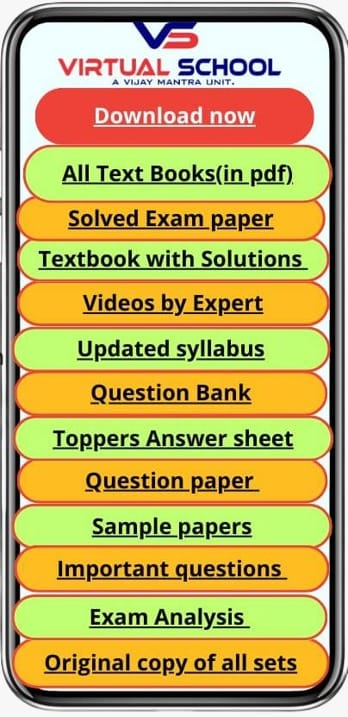 VS
VIRTUAL SCHOOL
A VIJAY MANTRA UNIT.
Download now
All Text Books(in pdf)
Solved Exam paper
Textbook with Solutions
Videos by Expert
Updated syllabus
Question Bank
Toppers Answer sheet
Question paper
Sample papers
Important questions
Exam Analysis
Original copy of all sets